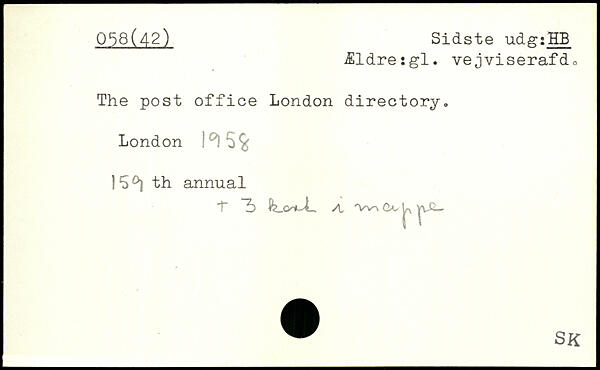 058(42) Sidste udg:HB
Ældre:gl. vejviserafd.
The post office London directory.
London 1958
159 th annual
+ 3 kort i mappe
SK